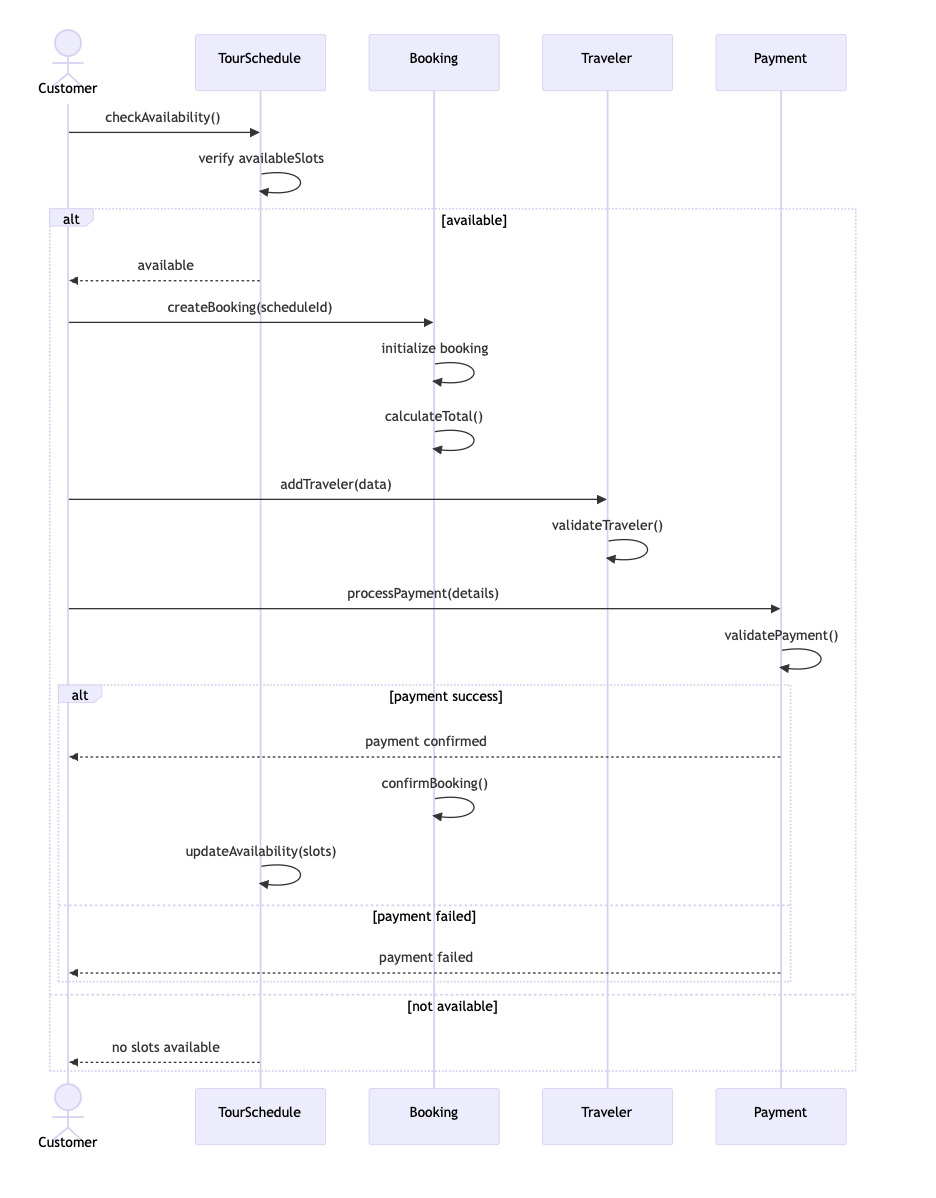 Customer
TourSchedule
Booking
Traveler
Payment
checkAvailability()
verify availableSlots
alt
[available]
available
createBooking(scheduleId)
initialize booking
calculateTotal()
addTraveler(data)
validateTraveler()
processPayment(details)
validatePayment()
alt
[payment success]
payment confirmed
confirmBooking()
updateAvailability(slots)
[payment failed]
payment failed
[not available]
no slots available
Customer
TourSchedule
Booking
Traveler
Payment